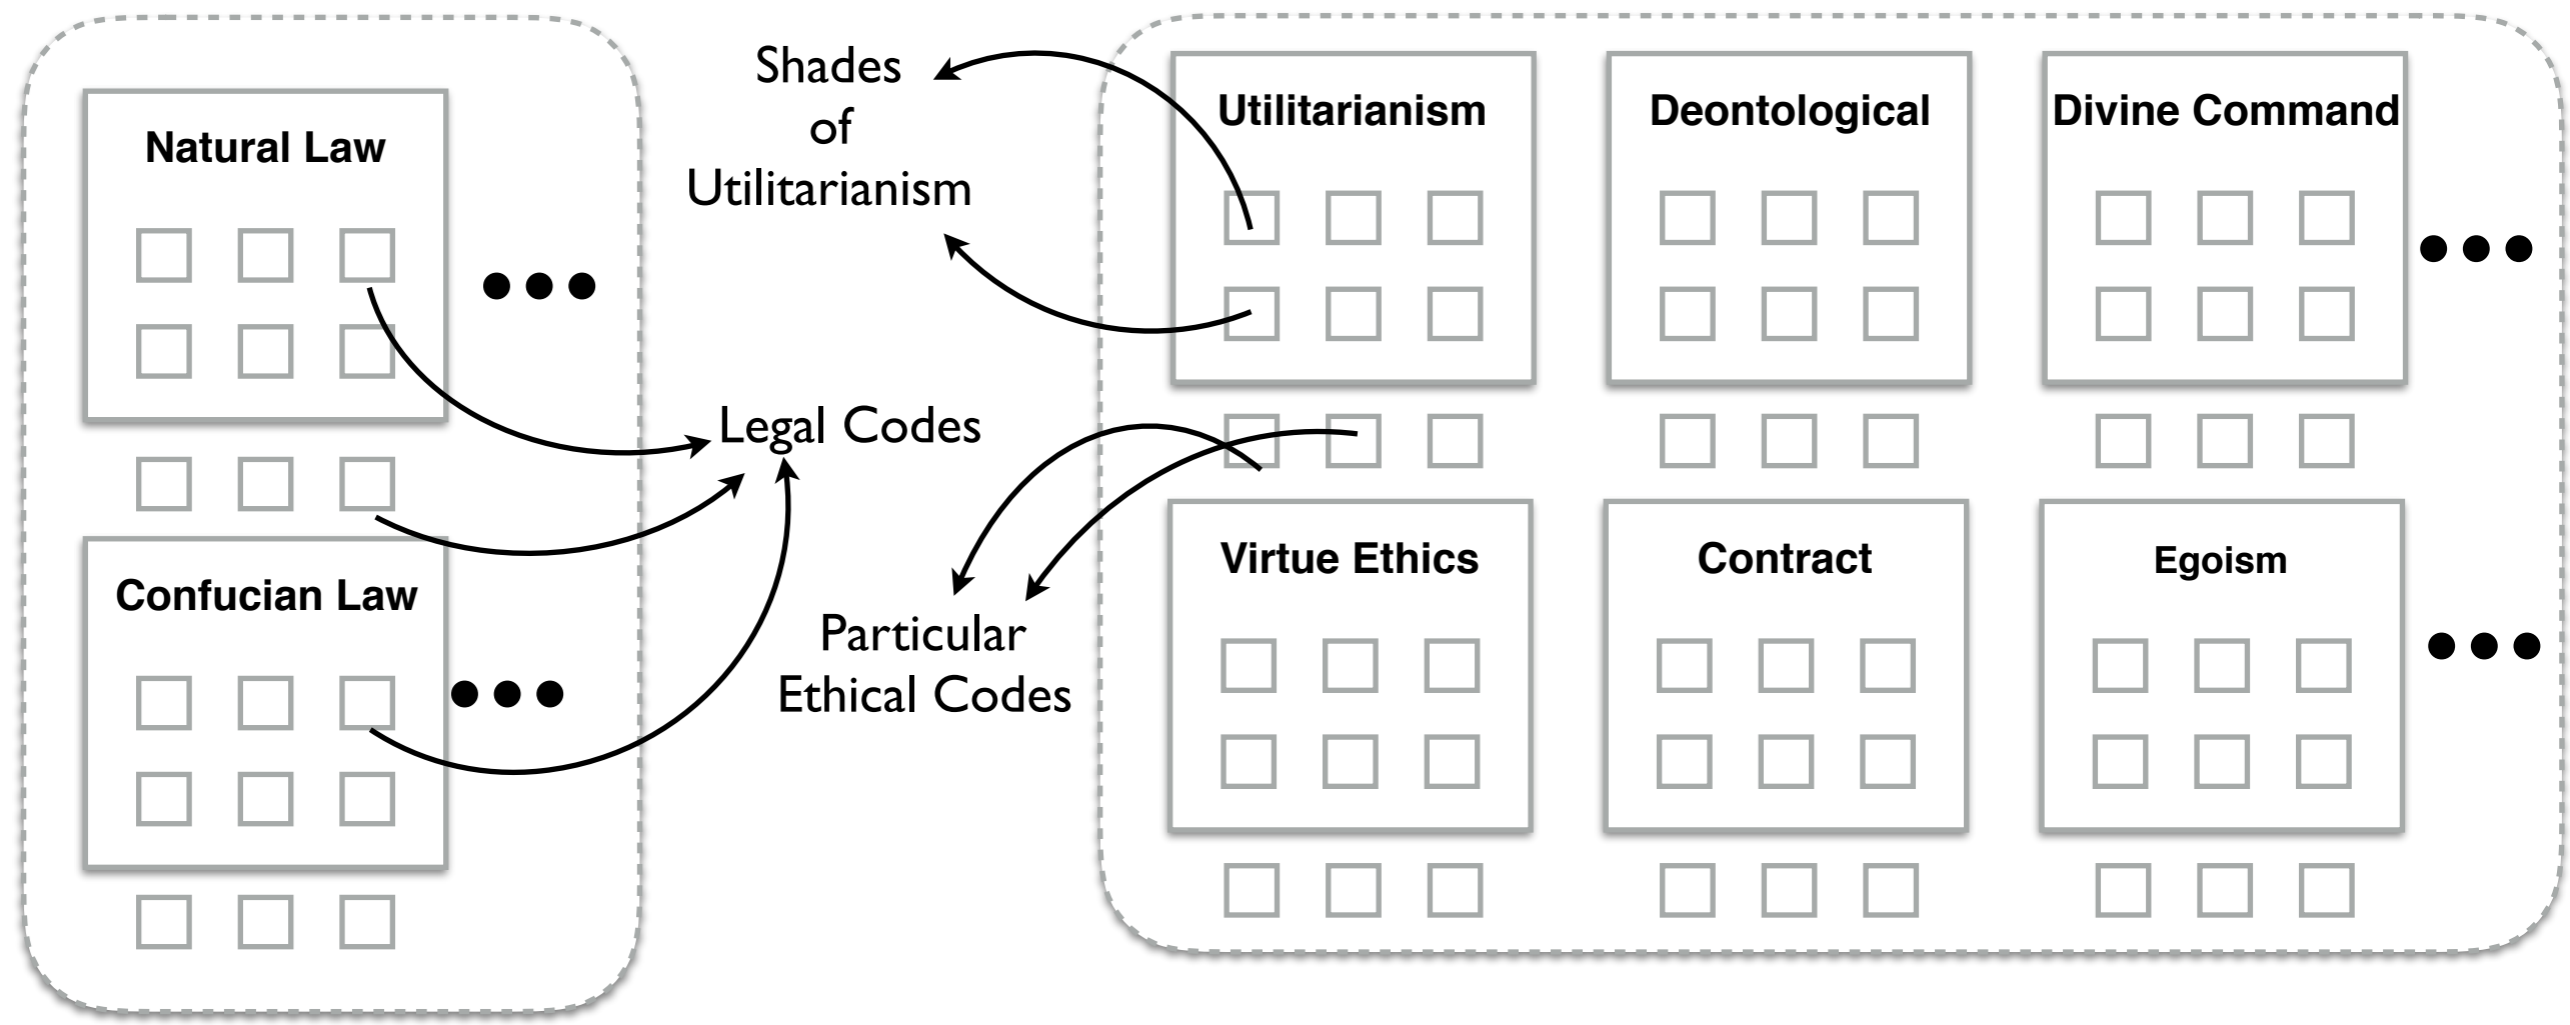 Natural Law
Confucian Law
Shades
of
Utilitarianism
Legal Codes
Particular
Ethical Codes
Utilitarianism
Deontological
Divine Command
Virtue Ethics
Contract
Egoism